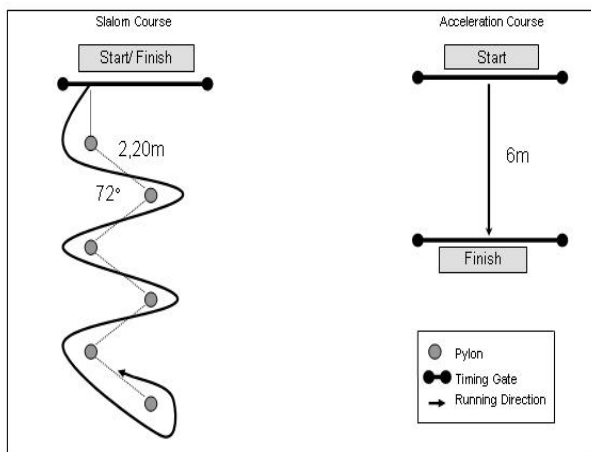 Slalom Course
Start/ Finish
2,20m
72°
Acceleration Course
Start
6m
Finish
Pylon
Timing Gate
Running Direction